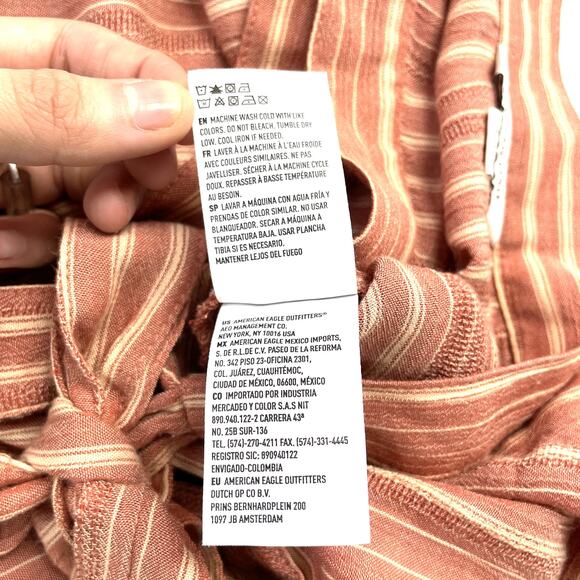 EN MACHINE WASH COLD WITH LIKE
COLORS. DO NOT BLEACH. TUMBLE DRY
LOW. COOL IRON IF NEEDED.
FR LAVER À LA MACHINE À L'EAU FROIDE
AVEC COULEURS SIMILAIRES. NE PAS
JAVELLISER. SÉCHER À LA MACHINE CYCLE
DOUX. REPASSER À BASSE TEMPÉRATURE
AU BESOIN.
SP LAVAR A MÁQUINA CON AGUA FRÍA Y
PRENDAS DE COLOR SIMILAR. NO USAR
BLANQUEADOR. SECAR A MÁQUINA A
TEMPERATURA BAJA. USAR PLANCHA
TIBIA SI ES NECESARIO.
MANTENER LEJOS DEL FUEGO
US AMERICAN EAGLE OUTFITTERS®
AEO MANAGEMENT CO.
NEW YORK, NY 10016 USA
MX AMERICAN EAGLE MEXICO IMPORTS,
S. DE R.L.DE C.V. PASEO DE LA REFORMA
NO. 342 PISO 23-OFICINA 2301,
COL. JUÁREZ, CUAUHTÉMOC,
CIUDAD DE MÉXICO, 06600, MÉXICO
CO IMPORTADO POR INDUSTRIA
MERCADEO Y COLOR S.A.S NIT
890.940.122-2 CARRERA 43ª
NO. 25B SUR-136
TEL. (574)-270-4211 FAX. (574)-331-4445
REGISTRO SIC: 890940122
ENVIGADO-COLOMBIA
EU AMERICAN EAGLE OUTFITTERS
DUTCH OP CO B.V.
PRINS BERNHARDPLEIN 200
1097 JB AMSTERDAM